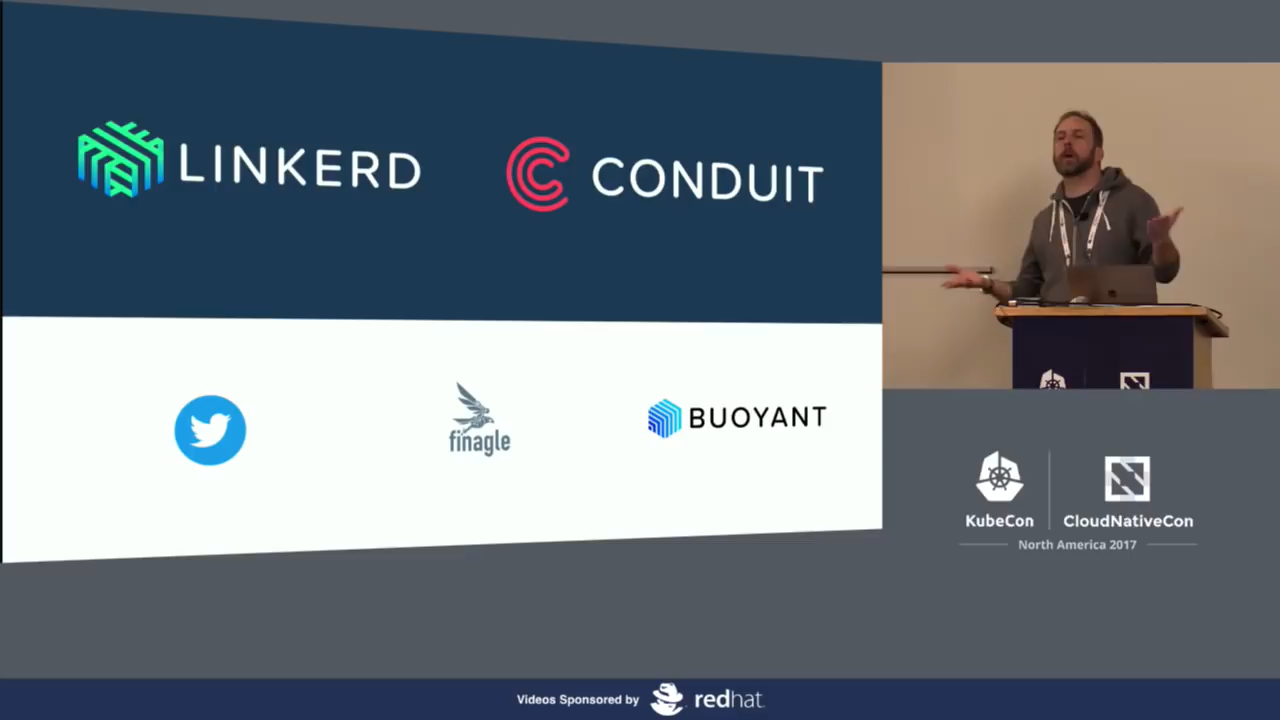 LINKERD
CONDUIT
finagle
BUOYANT
KubeCon
CloudNativeCon
North America 2017
Videos Sponsored by redhat